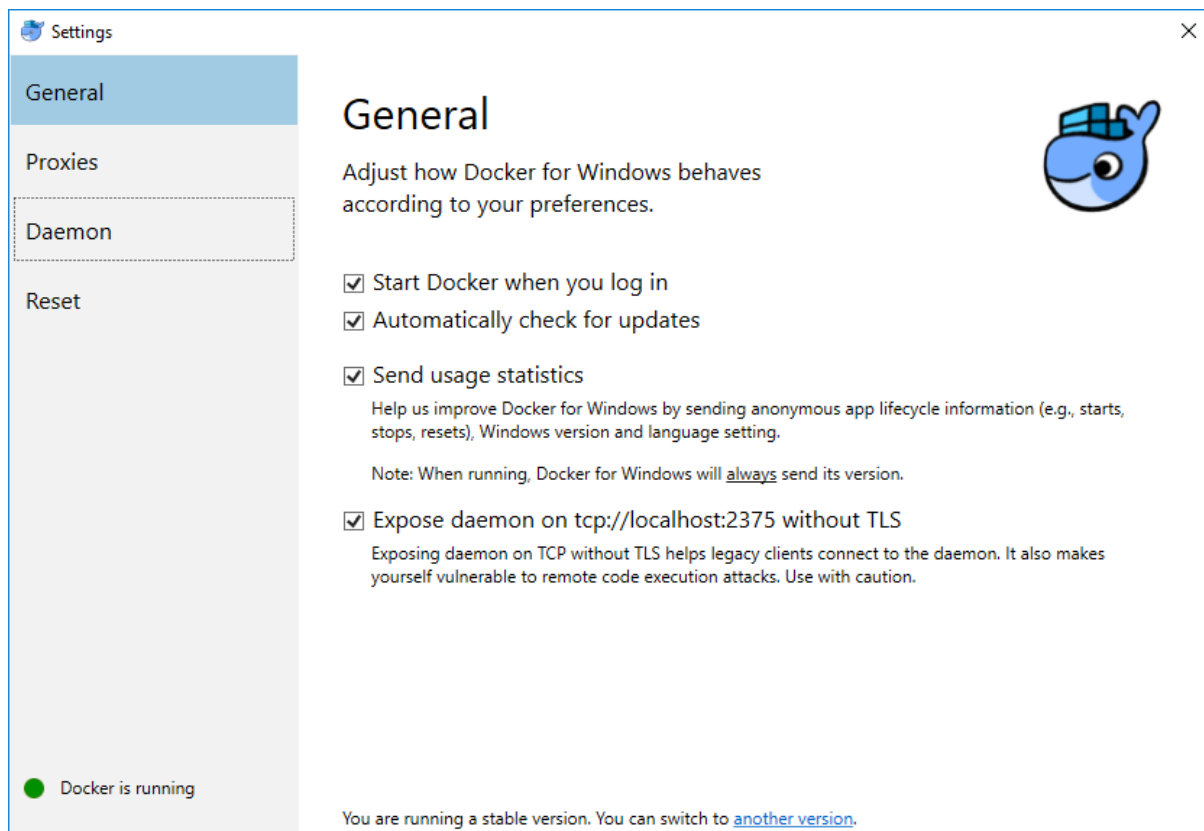 Settings
General
Proxies
Daemon
Reset
Docker is running
General
Adjust how Docker for Windows behaves
according to your preferences.
Start Docker when you log in
Automatically check for updates
Send usage statistics
Help us improve Docker for Windows by sending anonymous app lifecycle information (e.g., starts,
stops, resets), Windows version and language setting.
Note: When running, Docker for Windows will always send its version.
Expose daemon on tcp://localhost:2375 without TLS
Exposing daemon on TCP without TLS helps legacy clients connect to the daemon. It also makes
yourself vulnerable to remote code execution attacks. Use with caution.
You are running a stable version. You can switch to another version.